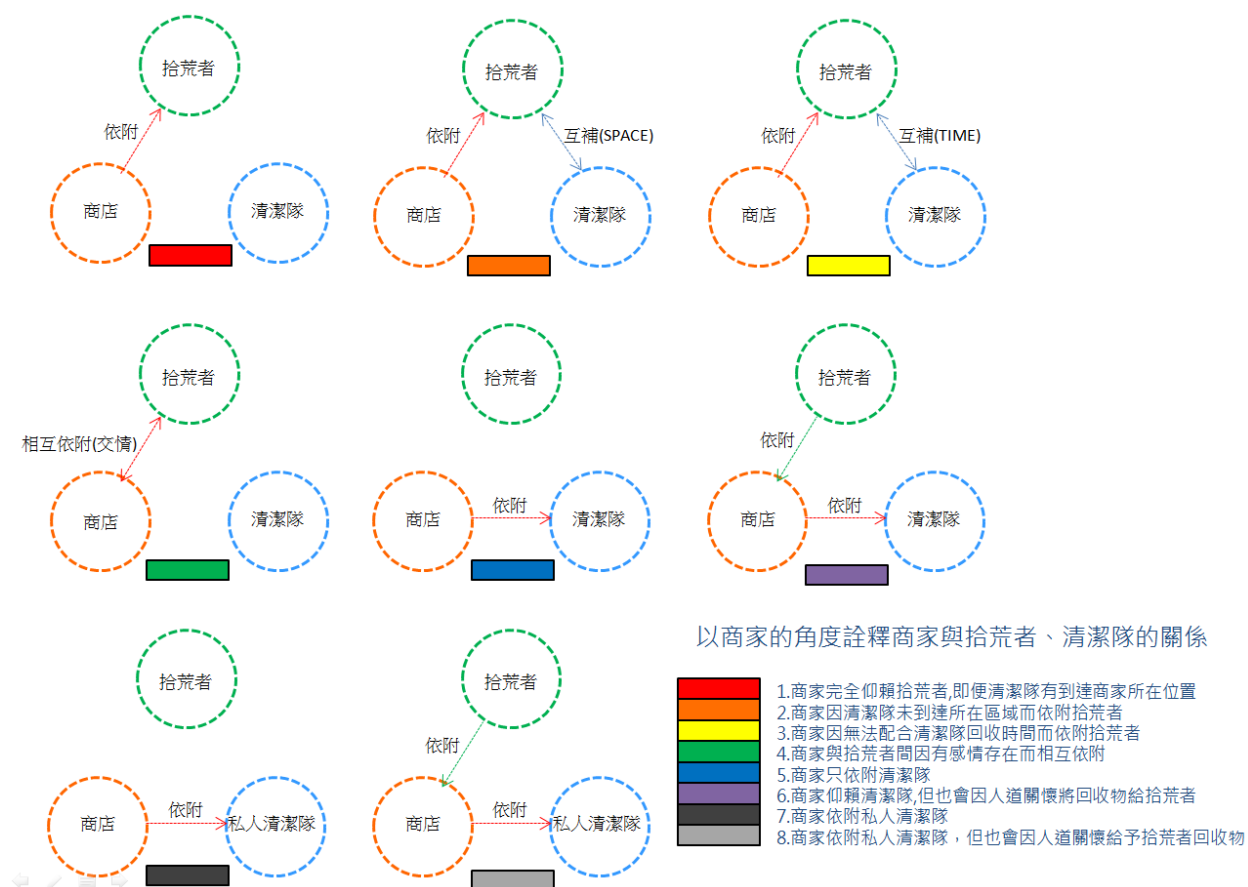 拾荒者
依附
商店
清潔隊
拾荒者
依附
互補(SPACE)
商店
清潔隊
拾荒者
依附
互補(TIME)
商店
清潔隊
拾荒者
相互依附(交情)
商店
清潔隊
拾荒者
商店
依附
清潔隊
拾荒者
依附
商店
依附
清潔隊
拾荒者
商店
依附
私人清潔隊
拾荒者
依附
商店
依附
私人清潔隊
以商家的角度詮釋商家與拾荒者、清潔隊的關係
1.商家完全仰賴拾荒者,即便清潔隊有到達商家所在位置
2.商家因清潔隊未到達所在區域而依附拾荒者
3.商家因無法配合清潔隊回收時間而依附拾荒者
4.商家與拾荒者間因有感情存在而相互依附
5.商家只依附清潔隊
6.商家仰賴清潔隊,但也會因人道關懷將回收物給拾荒者
7.商家依附私人清潔隊
8.商家依附私人清潔隊，但也會因人道關懷給予拾荒者回收物